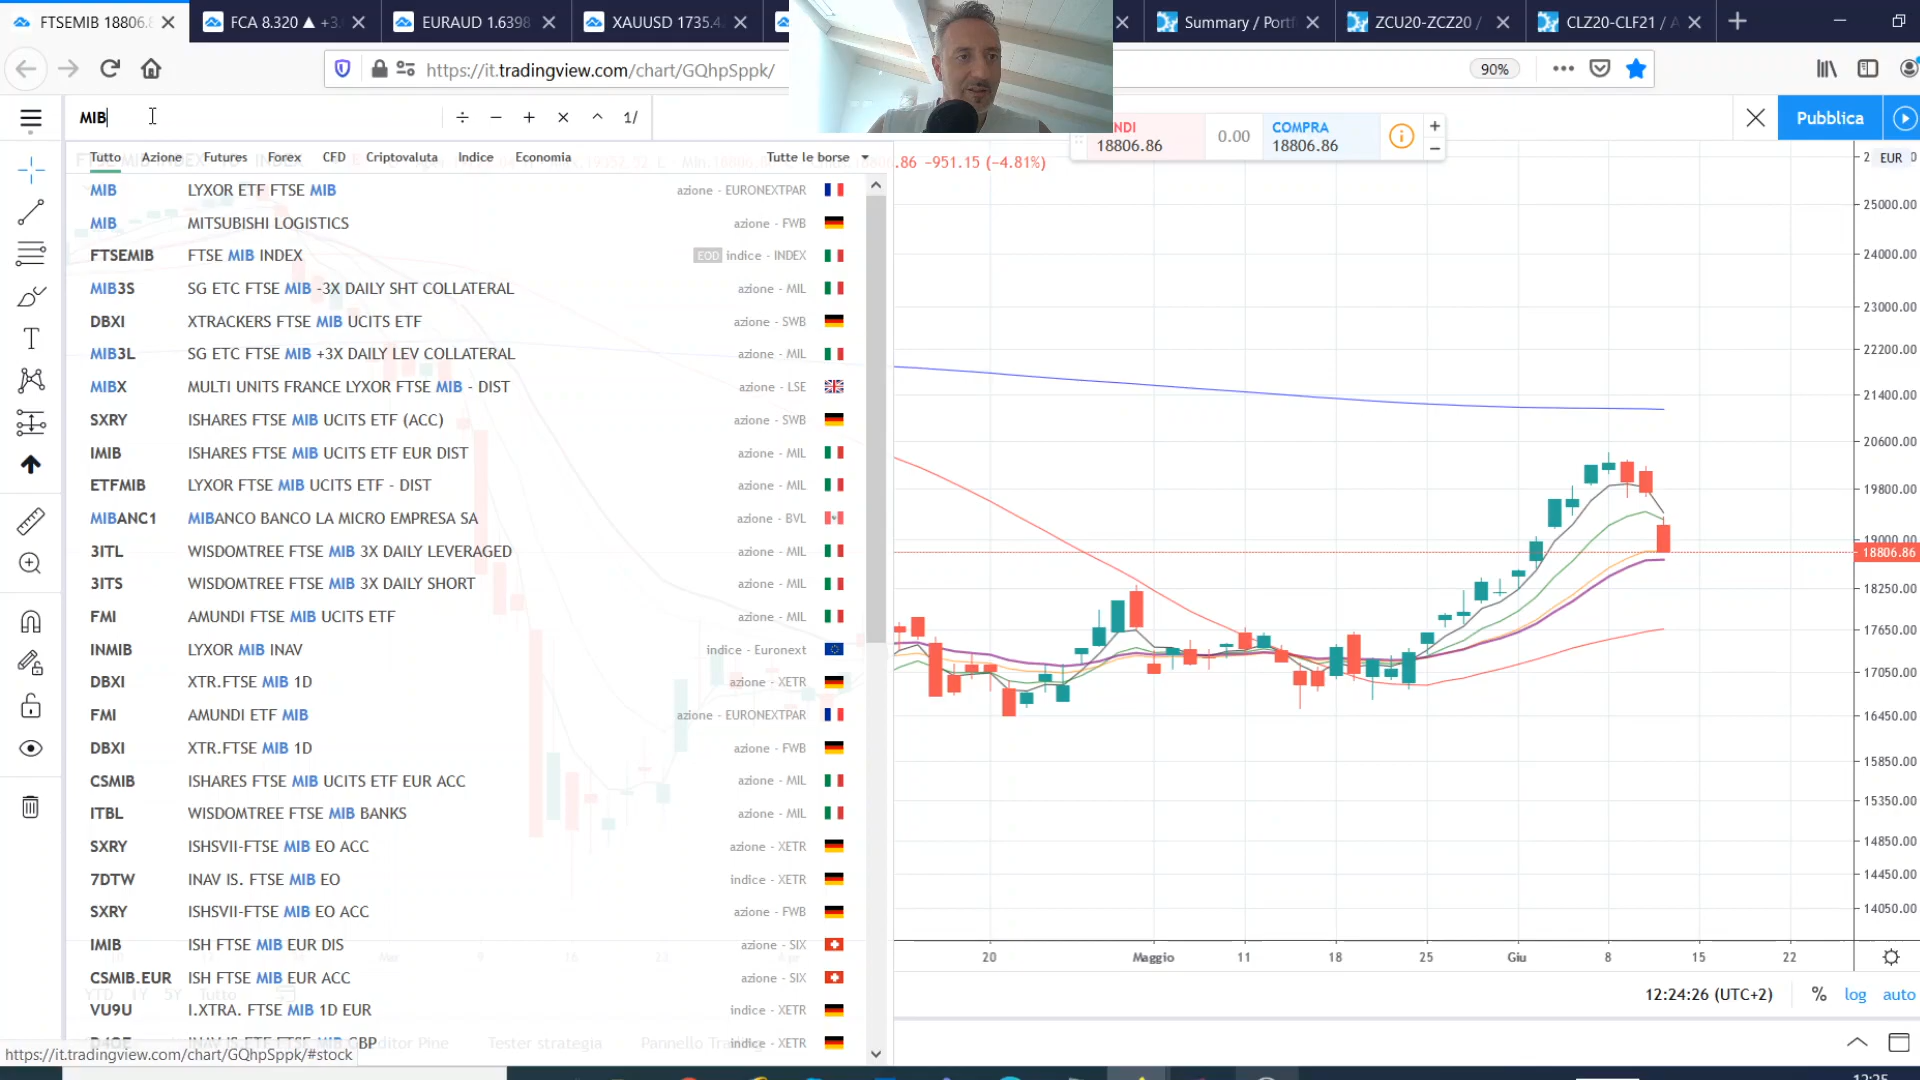 FTSEMIB 18806.8
FCA 8.320 ▲ +3.
EURAUD 1.6398
XAUUSD 1735.4
Summary / Portf
ZCU20-ZCZ20 /
CLZ20-CLF21 / A
https://it.tradingview.com/chart/GQhpSppk/
90%
MIB
÷ − + × ^ 1/
NDI
18806.86
0.00
COMPRA
18806.86
Pubblica
Tutto Azione Futures Forex CFD Criptovaluta Indice Economia Tutte le borse
.86 −951.15 (−4.81%)
EUR
MIB LYXOR ETF FTSE MIB azione - EURONEXTPAR
MIB MITSUBISHI LOGISTICS azione - FWB
FTSEMIB FTSE MIB INDEX EOD indice - INDEX
MIB3S SG ETC FTSE MIB -3X DAILY SHT COLLATERAL azione - MIL
DBXI XTRACKERS FTSE MIB UCITS ETF azione - SWB
MIB3L SG ETC FTSE MIB +3X DAILY LEV COLLATERAL azione - MIL
MIBX MULTI UNITS FRANCE LYXOR FTSE MIB - DIST azione - LSE
SXRY ISHARES FTSE MIB UCITS ETF (ACC) azione - SWB
IMIB ISHARES FTSE MIB UCITS ETF EUR DIST azione - MIL
ETFMIB LYXOR FTSE MIB UCITS ETF - DIST azione - MIL
MIBANC1 MIBANCO BANCO LA MICRO EMPRESA SA azione - BVL
3ITL WISDOMTREE FTSE MIB 3X DAILY LEVERAGED azione - MIL
3ITS WISDOMTREE FTSE MIB 3X DAILY SHORT azione - MIL
FMI AMUNDI FTSE MIB UCITS ETF azione - MIL
INMIB LYXOR MIB INAV indice - Euronext
DBXI XTR.FTSE MIB 1D azione - XETR
FMI AMUNDI ETF MIB azione - EURONEXTPAR
DBXI XTR.FTSE MIB 1D azione - FWB
CSMIB ISHARES FTSE MIB UCITS ETF EUR ACC azione - MIL
ITBL WISDOMTREE FTSE MIB BANKS azione - MIL
SXRY ISHSVII-FTSE MIB EO ACC azione - XETR
7DTW INAV IS. FTSE MIB EO indice - XETR
SXRY ISHSVII-FTSE MIB EO ACC azione - FWB
IMIB ISH FTSE MIB EUR DIS azione - SIX
CSMIB.EUR ISH FTSE MIB EUR ACC azione - SIX
VU9U I.XTRA. FTSE MIB 1D EUR indice - XETR
MIB GBP indice - XETR
25000.00
24000.00
23000.00
22200.00
21400.00
20600.00
19800.00
19000.00
18806.86
18250.00
17650.00
17050.00
16450.00
15850.00
15350.00
14850.00
14450.00
14050.00
20 Maggio 11 18 25 Giu 8 15 22
YTD 1Y 5Y Tutto
12:24:26 (UTC+2) % log auto
ditor Pine Tester strategia Pannello Trading
https://it.tradingview.com/chart/GQhpSppk/#stock